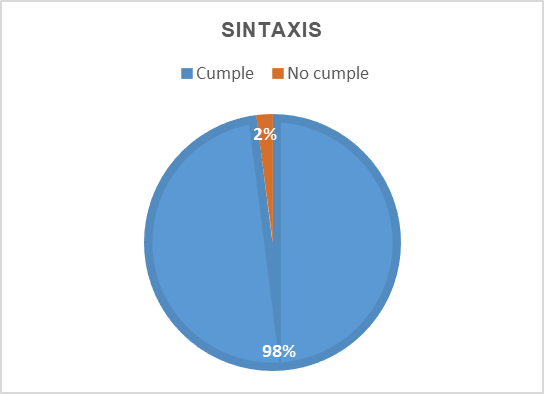 SINTAXIS
Cumple No cumple
2%
98%